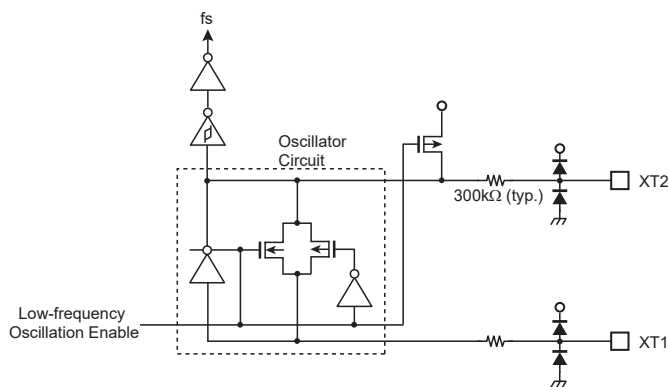 fs
Oscillator
Circuit
300kΩ (typ.)
XT2
Low-frequency
Oscillation Enable
XT1